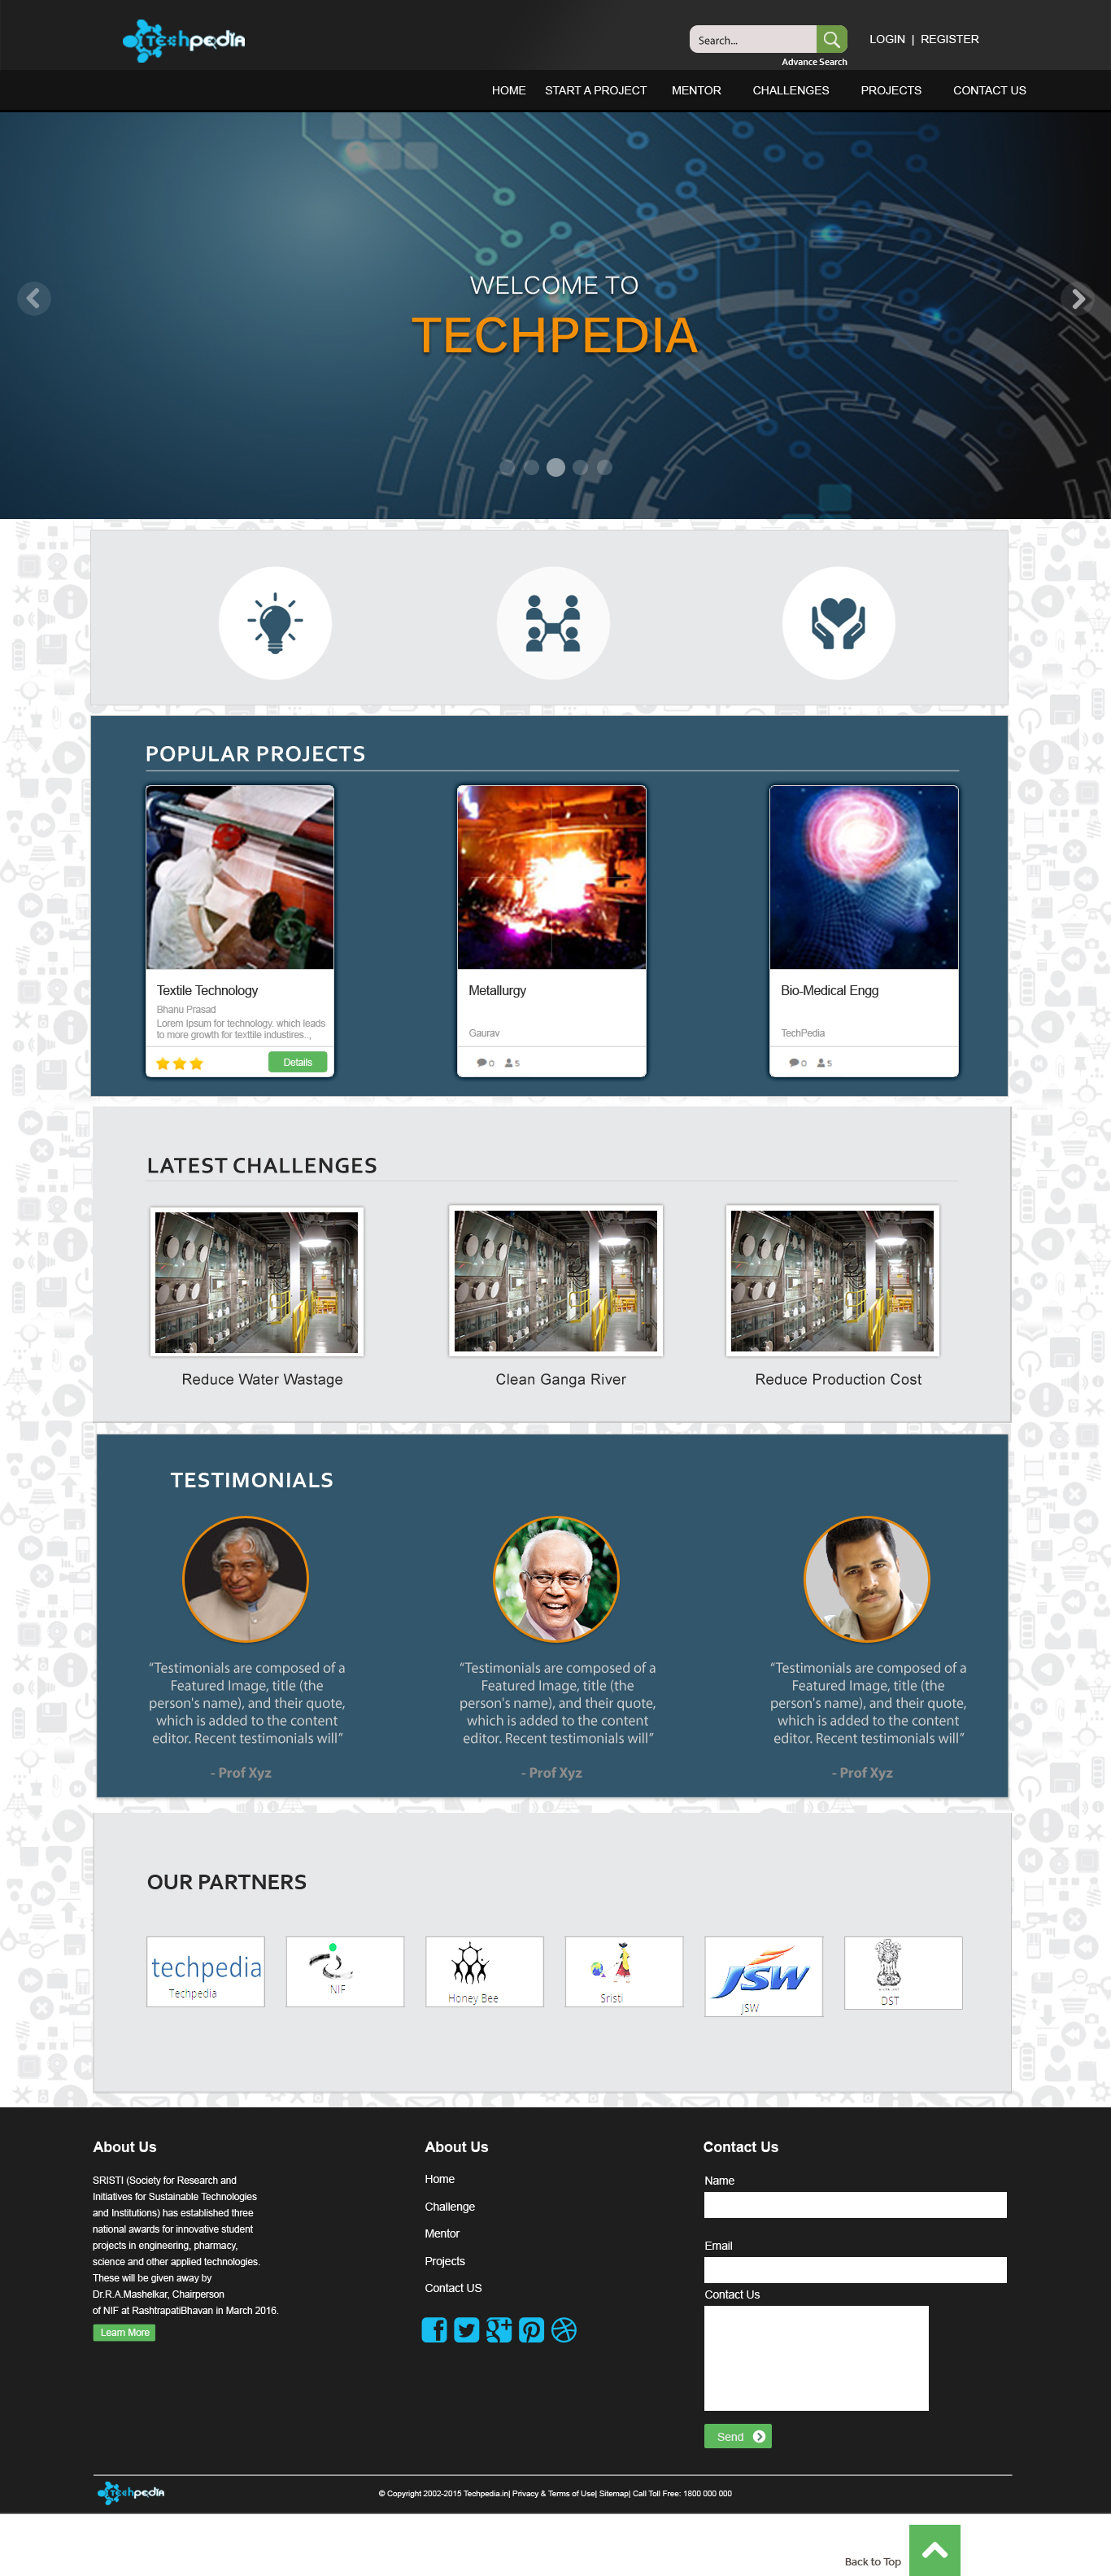 Techpedia
Search...
LOGIN | REGISTER
Advance Search
HOME START A PROJECT MENTOR CHALLENGES PROJECTS CONTACT US
WELCOME TO
TECHPEDIA
POPULAR PROJECTS
Textile Technology
Bhanu Prasad
Lorem Ipsum for technology. which leads
to more growth for texttile industires..,
Details
Metallurgy
Gaurav
0 5
Bio-Medical Engg
TechPedia
0 5
LATEST CHALLENGES
Reduce Water Wastage
Clean Ganga River
Reduce Production Cost
TESTIMONIALS
“Testimonials are composed of a
Featured Image, title (the
person's name), and their quote,
which is added to the content
editor. Recent testimonials will”
- Prof Xyz
“Testimonials are composed of a
Featured Image, title (the
person's name), and their quote,
which is added to the content
editor. Recent testimonials will”
- Prof Xyz
“Testimonials are composed of a
Featured Image, title (the
person's name), and their quote,
which is added to the content
editor. Recent testimonials will”
- Prof Xyz
OUR PARTNERS
techpedia
Techpedia
NIF
Honey Bee
Sristi
JSW
JSW
DST
About Us
SRISTI (Society for Research and
Initiatives for Sustainable Technologies
and Institutions) has established three
national awards for innovative student
projects in engineering, pharmacy,
science and other applied technologies.
These will be given away by
Dr.R.A.Mashelkar, Chairperson
of NIF at RashtrapatiBhavan in March 2016.
Learn More
About Us
Home
Challenge
Mentor
Projects
Contact US
Contact Us
Name
Email
Contact Us
Send
Techpedia
© Copyright 2002-2015 Techpedia.in| Privacy & Terms of Use| Sitemap| Call Toll Free: 1800 000 000
Back to Top